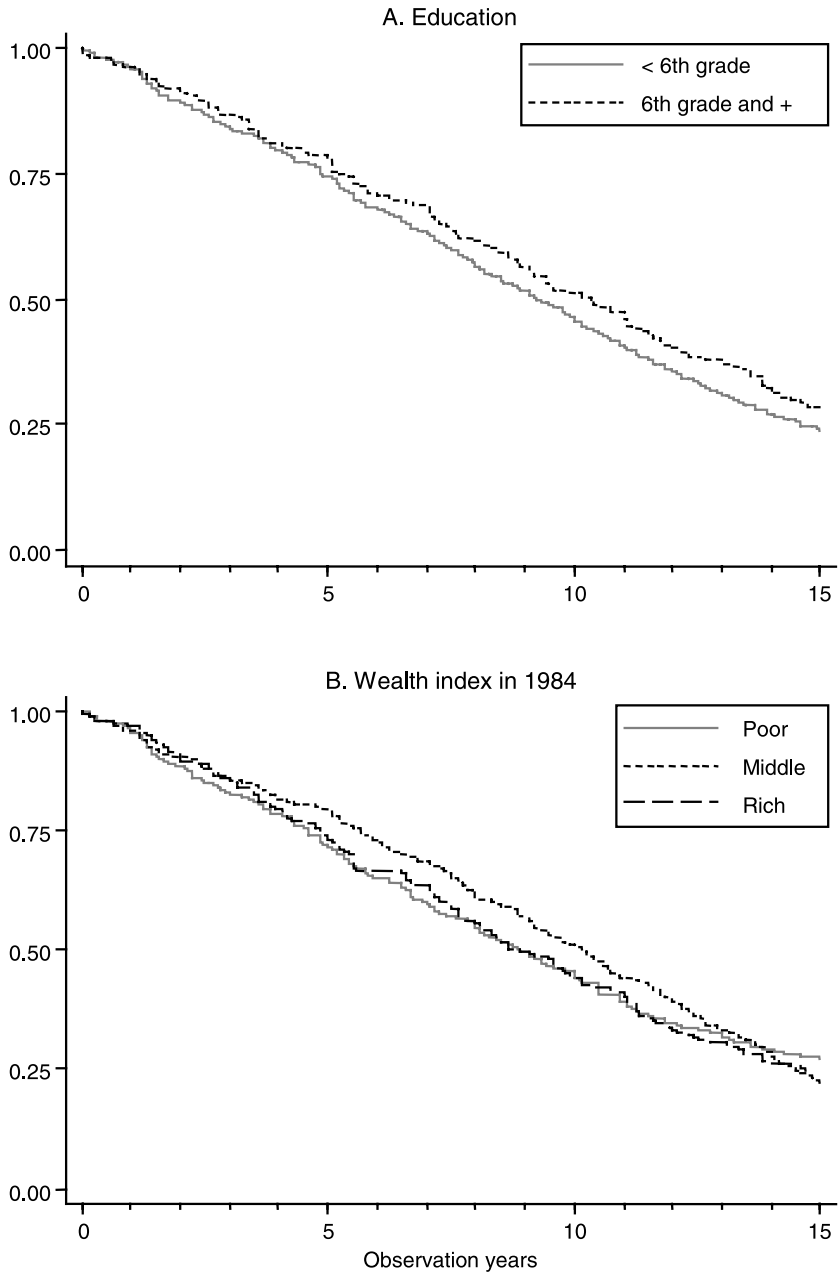 A. Education
1.00
0.75
0.50
0.25
0.00
< 6th grade
6th grade and +
0 5 10 15
B. Wealth index in 1984
1.00
0.75
0.50
0.25
0.00
Poor
Middle
Rich
0 5 10 15
Observation years